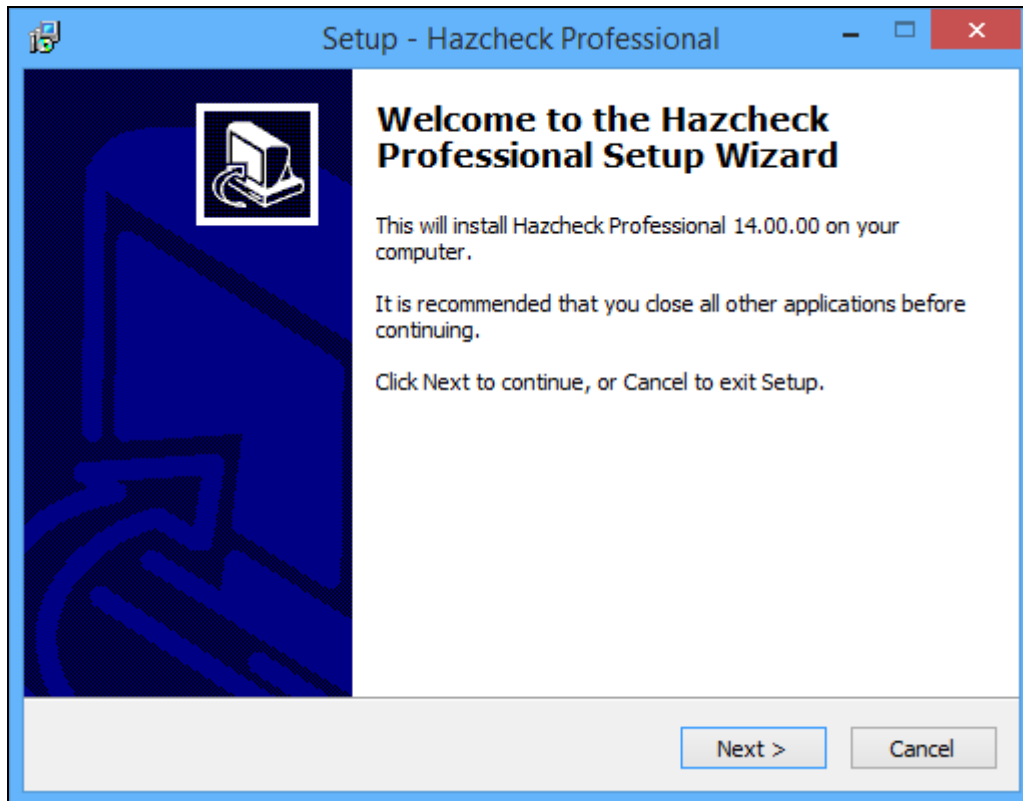 Setup - Hazcheck Professional
Welcome to the Hazcheck
Professional Setup Wizard
This will install Hazcheck Professional 14.00.00 on your
computer.
It is recommended that you close all other applications before
continuing.
Click Next to continue, or Cancel to exit Setup.
Next >
Cancel